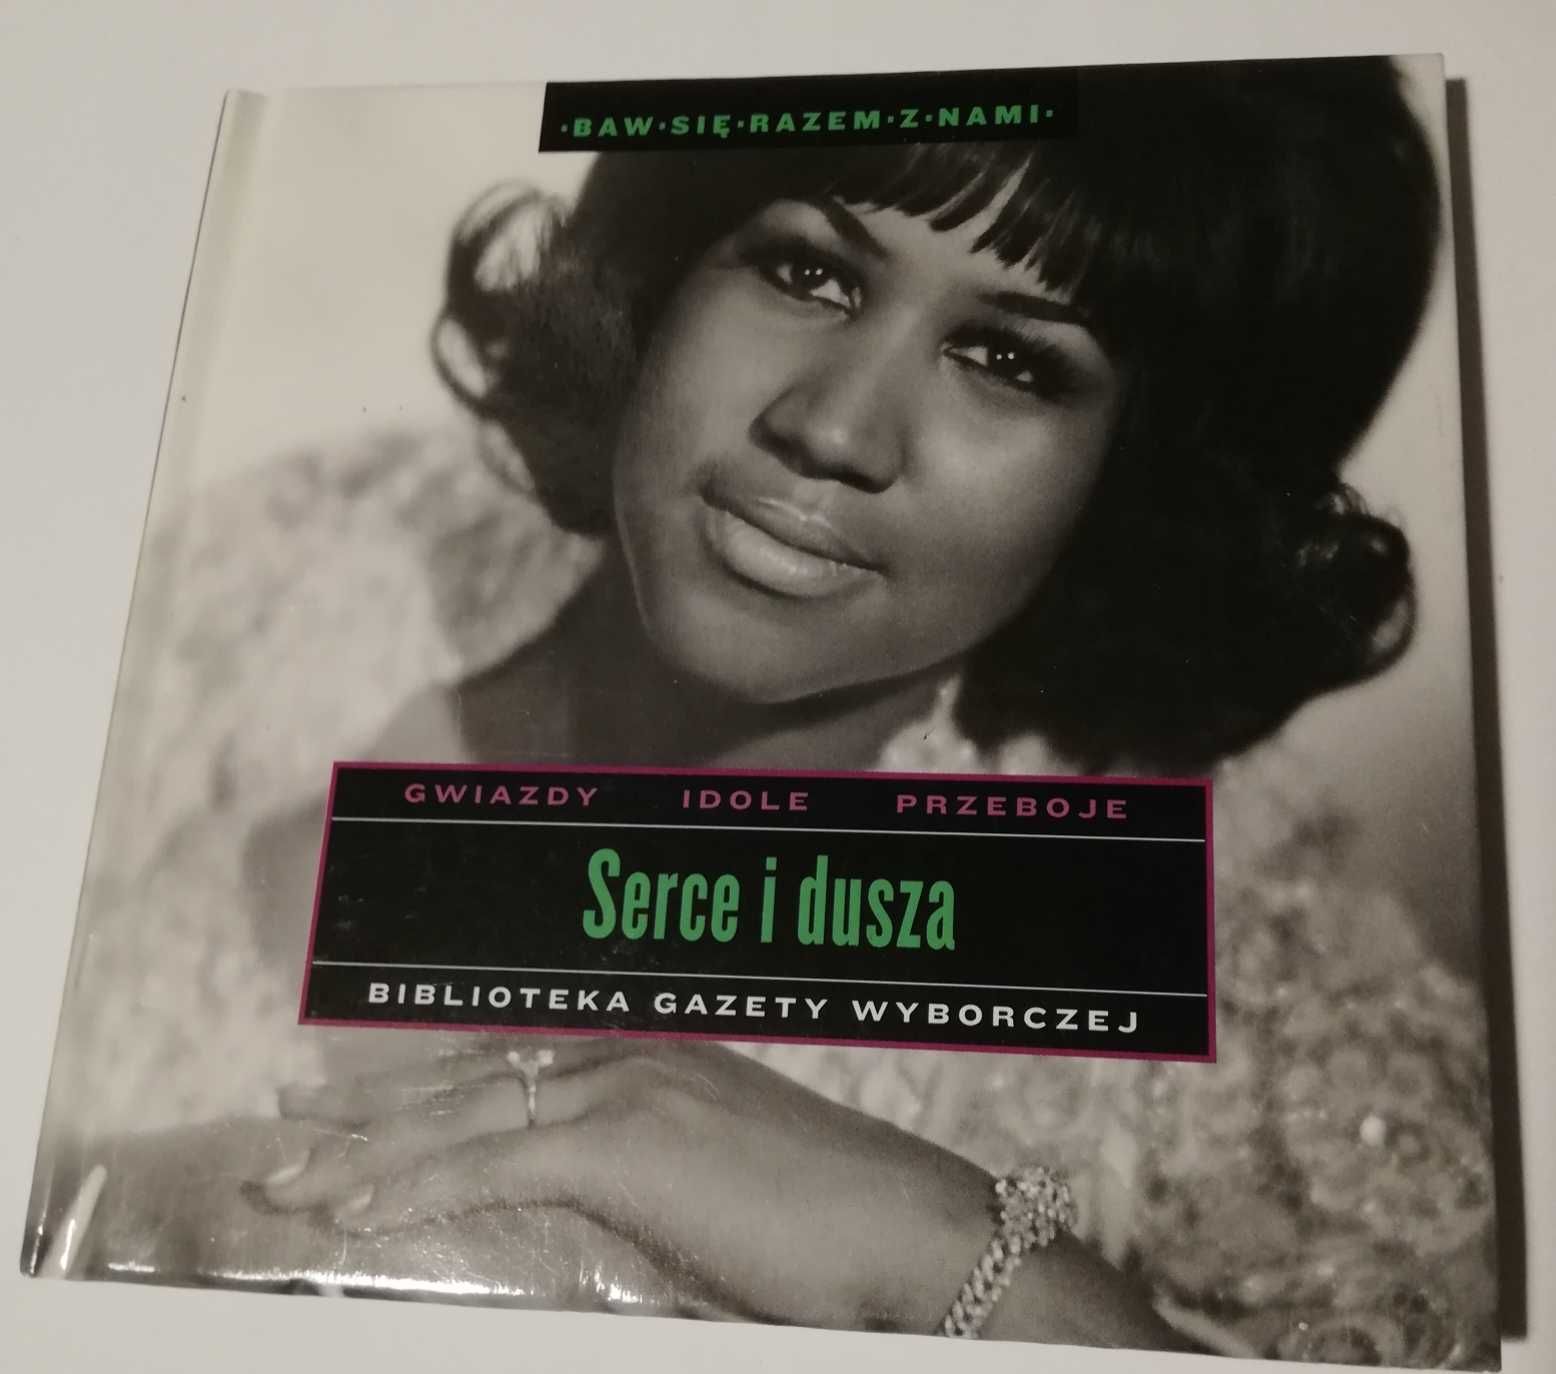 ·BAW·SIĘ·RAZEM·Z·NAMI·
GWIAZDY IDOLE PRZEBOJE
Serce i dusza
BIBLIOTEKA GAZETY WYBORCZEJ